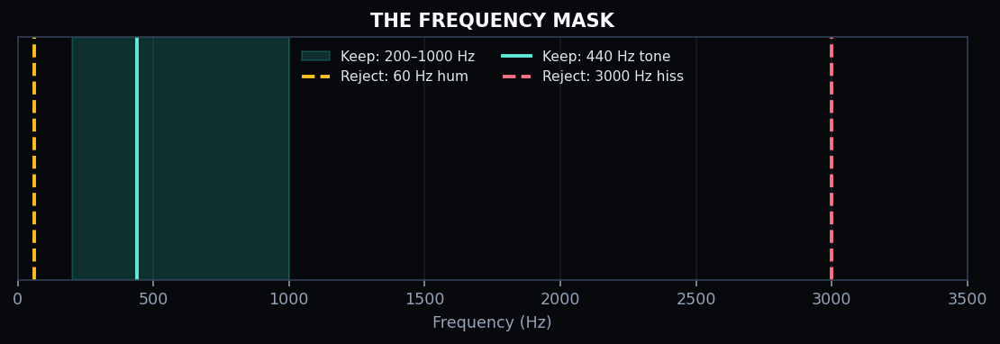 THE FREQUENCY MASK
Keep: 200–1000 Hz
Reject: 60 Hz hum
Keep: 440 Hz tone
Reject: 3000 Hz hiss
0 500 1000 1500 2000 2500 3000 3500
Frequency (Hz)